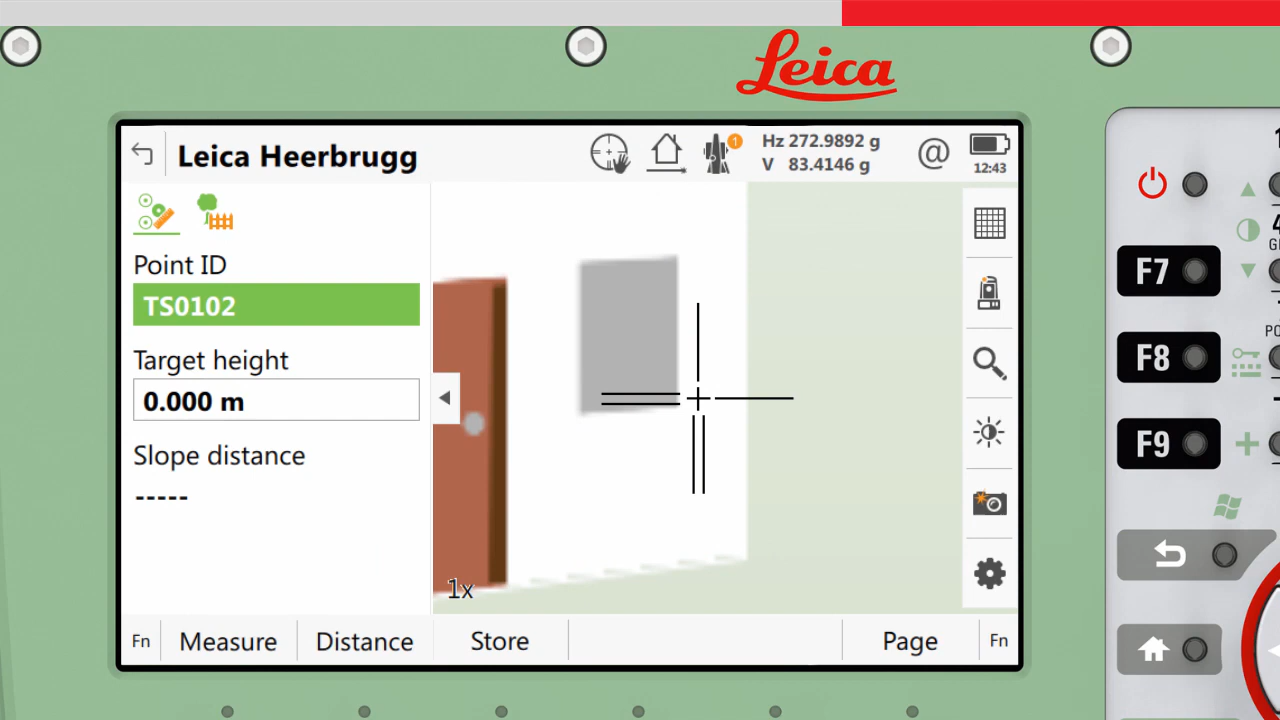 Leica
Leica Heerbrugg
Hz 272.9892 g
V 83.4146 g
1
@
12:43
Point ID
TS0102
Target height
0.000 m
Slope distance
-----
1x
Fn Measure Distance Store Page Fn
F7
F8
F9